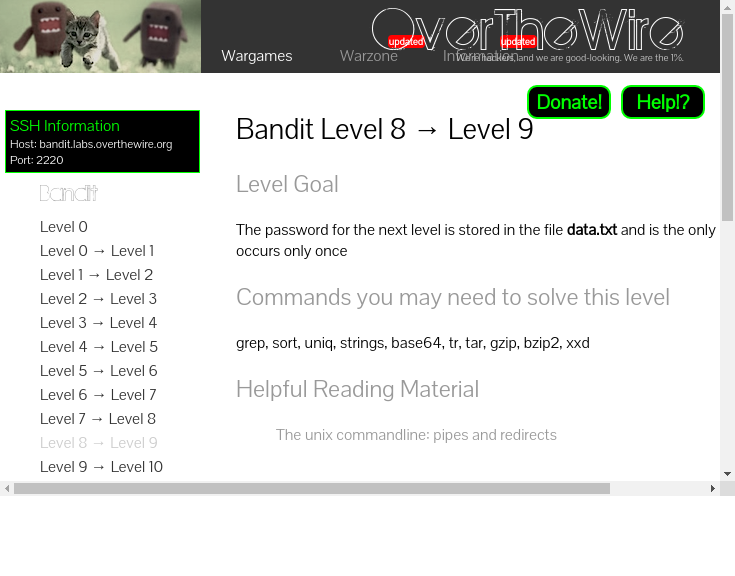 OverTheWire
updated
updated
Wargames
Warzone
Information
We're hackers, and we are good-looking. We are the 1%.
Donate!
Help!?
SSH Information
Host: bandit.labs.overthewire.org
Port: 2220
Bandit
Level 0
Level 0 → Level 1
Level 1 → Level 2
Level 2 → Level 3
Level 3 → Level 4
Level 4 → Level 5
Level 5 → Level 6
Level 6 → Level 7
Level 7 → Level 8
Level 8 → Level 9
Level 9 → Level 10
Bandit Level 8 → Level 9
Level Goal
The password for the next level is stored in the file data.txt and is the only
occurs only once
Commands you may need to solve this level
grep, sort, uniq, strings, base64, tr, tar, gzip, bzip2, xxd
Helpful Reading Material
The unix commandline: pipes and redirects